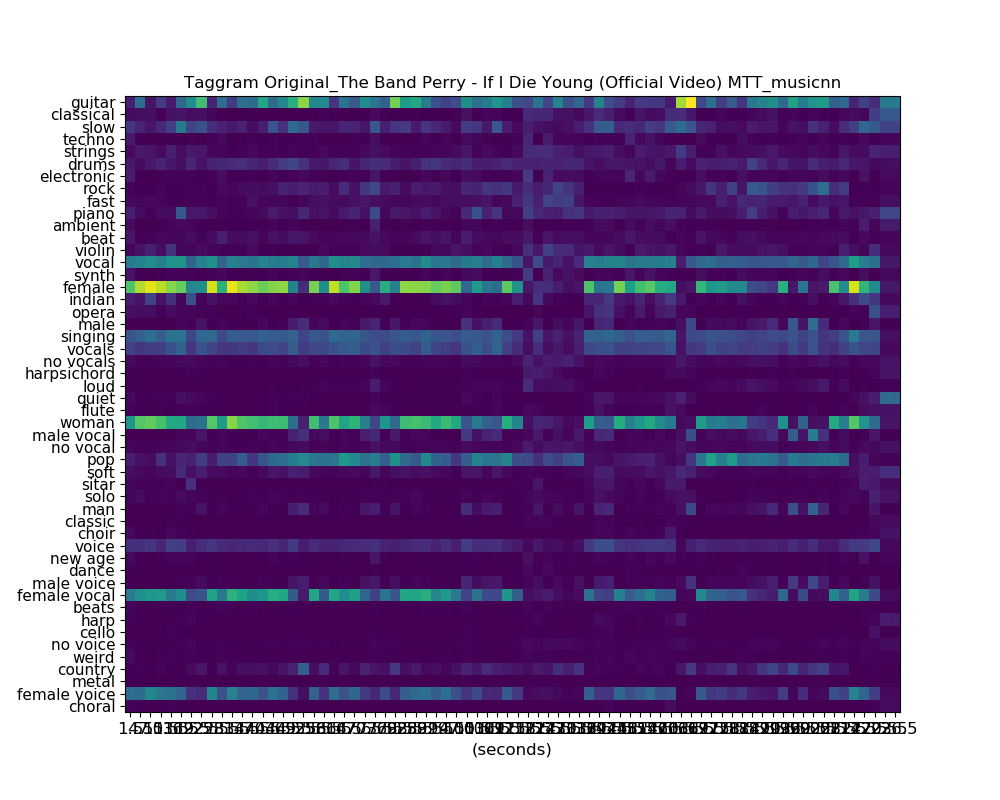 Taggram Original_The Band Perry - If I Die Young (Official Video) MTT_musicnn
guitar
classical
slow
techno
strings
drums
electronic
rock
fast
piano
ambient
beat
violin
vocal
synth
female
indian
opera
male
singing
vocals
no vocals
harpsichord
loud
quiet
flute
woman
male vocal
no vocal
pop
soft
sitar
solo
man
classic
choir
voice
new age
dance
male voice
female vocal
beats
harp
cello
no voice
weird
country
metal
female voice
choral
(seconds)